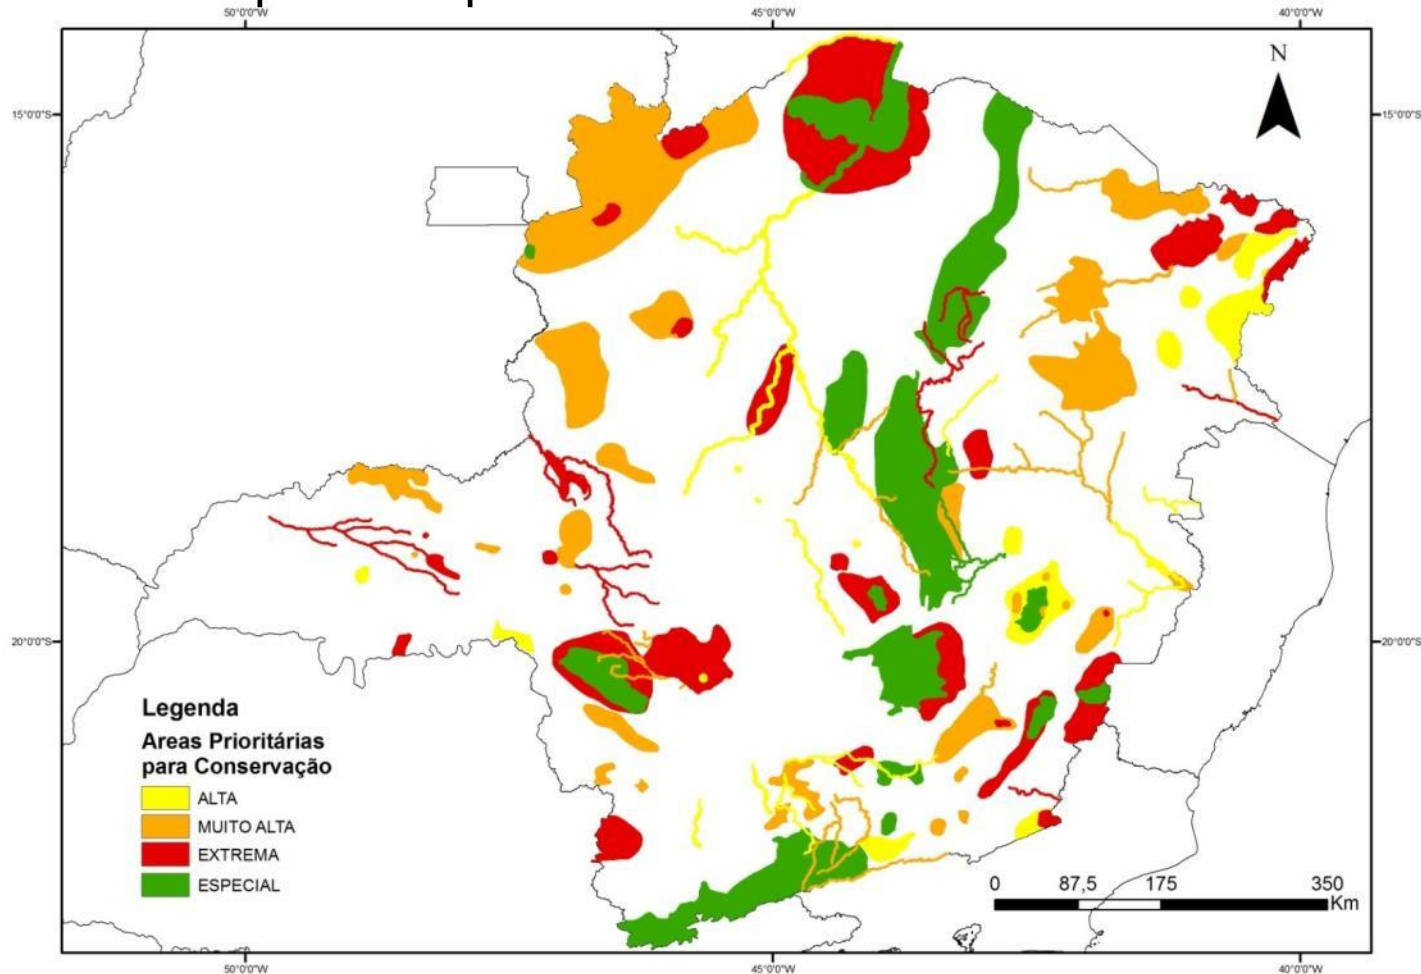 50°0'0"W 45°0'0"W 40°0'0"W
N
15°0'0"S 15°0'0"S
20°0'0"S 20°0'0"S
Legenda
Areas Prioritárias
para Conservação
ALTA
MUITO ALTA
EXTREMA
ESPECIAL
0 87,5 175 350
Km
50°0'0"W 45°0'0"W 40°0'0"W